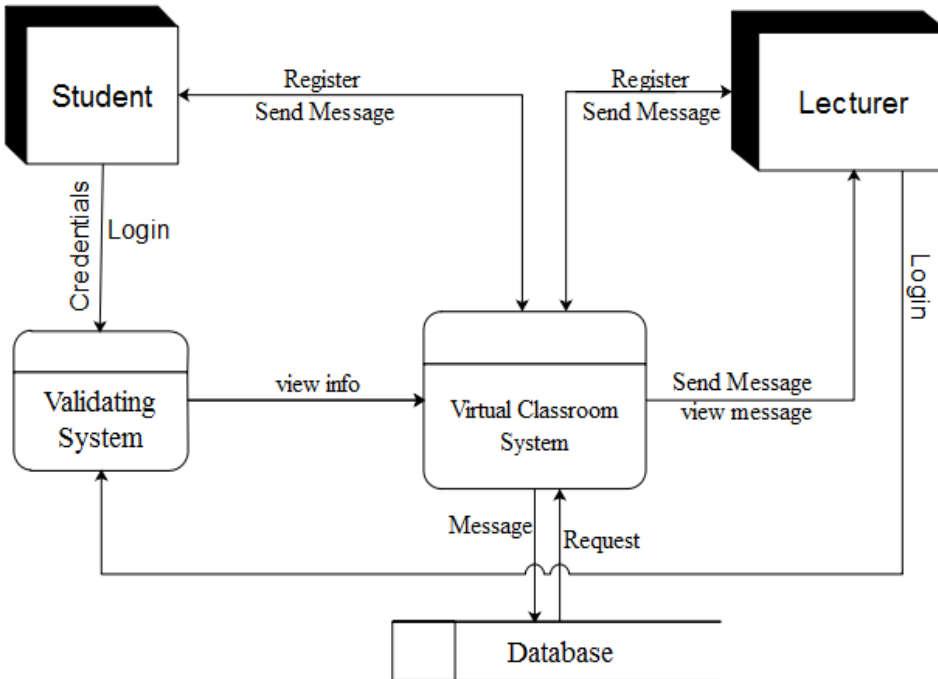 Student
Register
Send Message
Register
Send Message
Lecturer
Credentials
Login
Login
Validating
System
view info
Virtual Classroom
System
Send Message
view message
Message
Request
Database